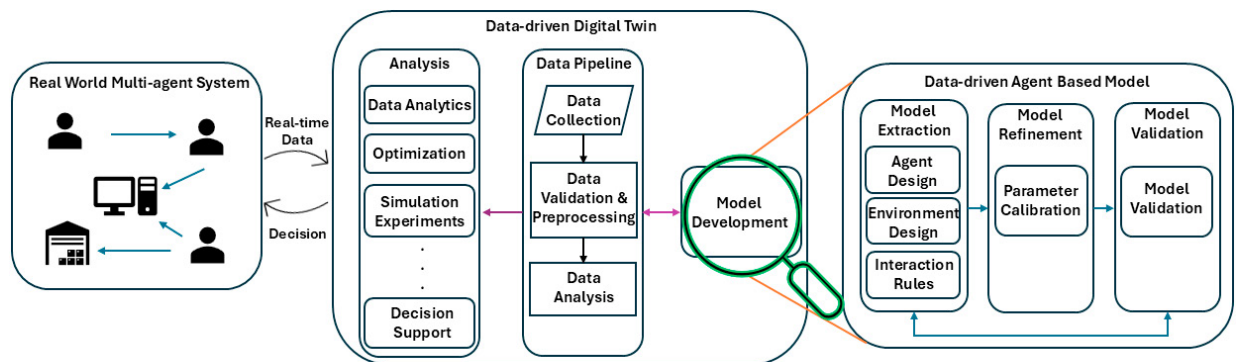 Real World Multi-agent System
Real-time
Data
Decision
Data-driven Digital Twin
Analysis
Data Analytics
Optimization
Simulation
Experiments
.
.
.
.
Decision
Support
Data Pipeline
Data
Collection
Data
Validation &
Preprocessing
Data
Analysis
Model
Development
Data-driven Agent Based Model
Model
Extraction
Agent
Design
Environment
Design
Interaction
Rules
Model
Refinement
Parameter
Calibration
Model
Validation
Model
Validation